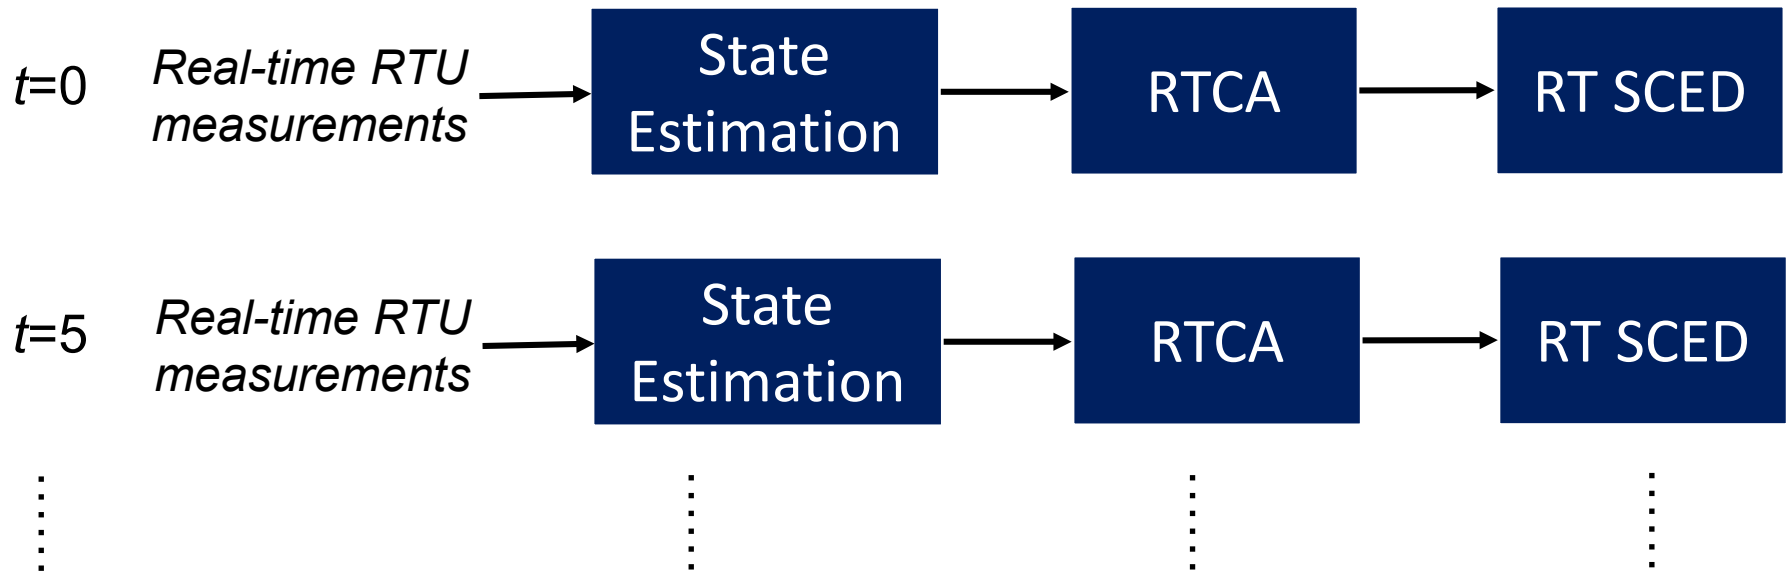 t=0
Real-time RTU
measurements
State
Estimation
RTCA
RT SCED
t=5
Real-time RTU
measurements
State
Estimation
RTCA
RT SCED